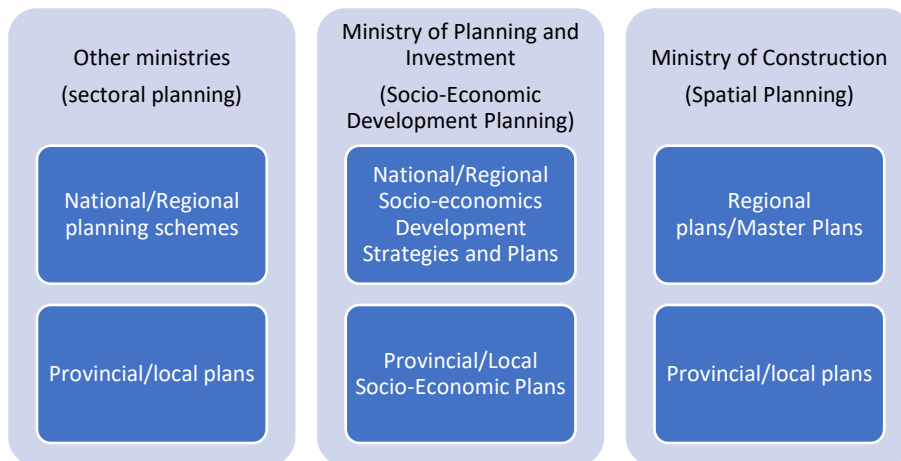 Other ministries
(sectoral planning)
National/Regional
planning schemes
Provincial/local plans
Ministry of Planning and
Investment
(Socio-Economic
Development Planning)
National/Regional
Socio-economics
Development
Strategies and Plans
Provincial/Local
Socio-Economic Plans
Ministry of Construction
(Spatial Planning)
Regional
plans/Master Plans
Provincial/local plans